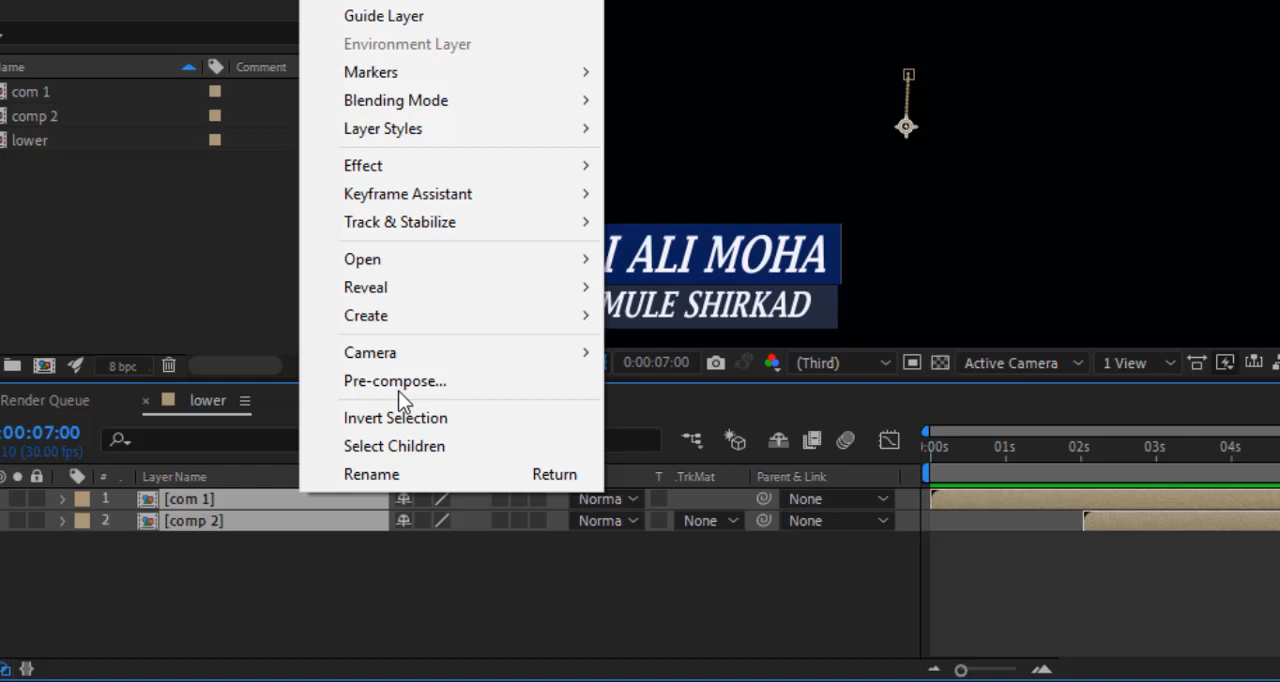 Guide Layer
Environment Layer
Markers
Blending Mode
Layer Styles
Effect
Keyframe Assistant
Track & Stabilize
Open
Reveal
Create
Camera
Pre-compose...
Invert Selection
Select Children
Rename Return
ame Comment
com 1
comp 2
lower
8 bpc
I ALI MOHA
MULE SHIRKAD
0:00:07:00 (Third) Active Camera 1 View
Render Queue × lower
0:00:07:00
10 (30.00 fps)
:00s 01s 02s 03s 04s
# . Layer Name T .TrkMat Parent & Link
1 [com 1] Norma None
2 [comp 2] Norma None None